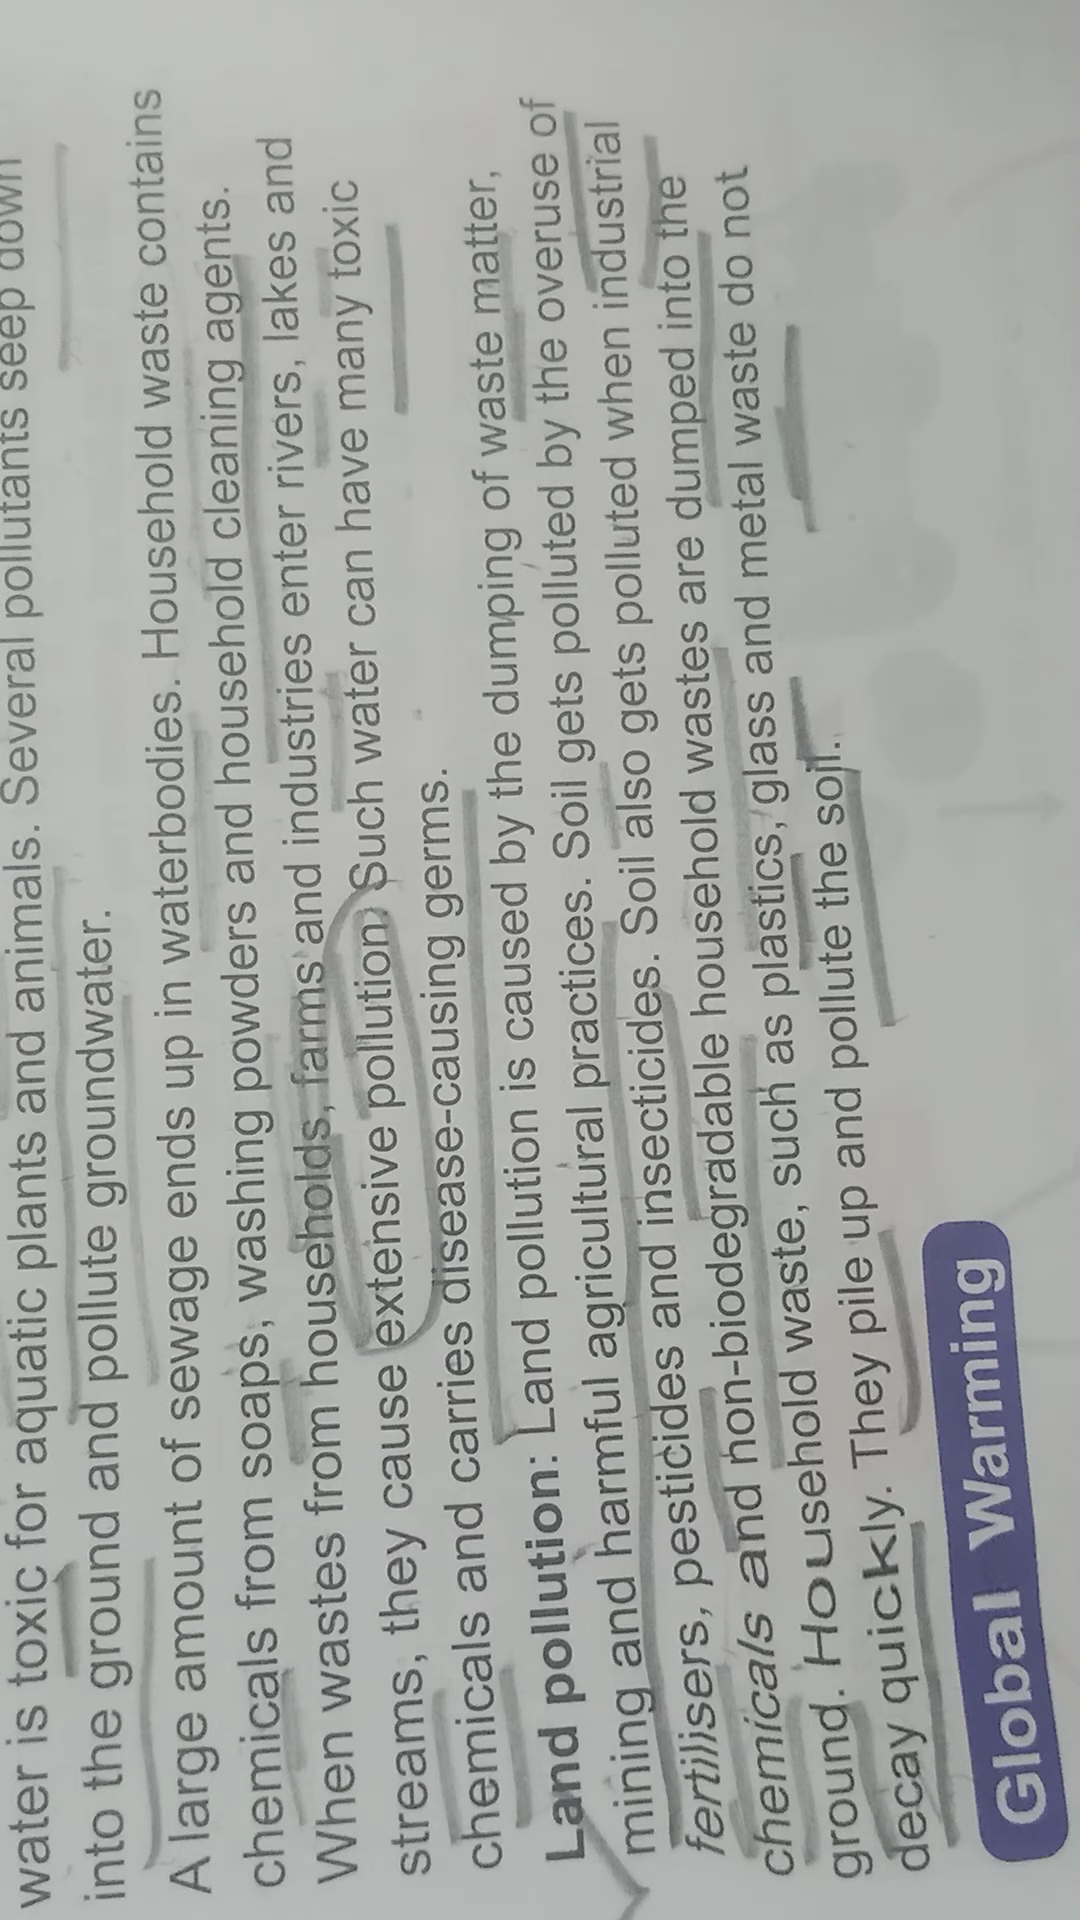 water is toxic for aquatic plants and animals. Several pollutants seep down
into the ground and pollute groundwater.
A large amount of sewage ends up in waterbodies. Household waste contains
chemicals from soaps, washing powders and household cleaning agents.
When wastes from households, farms and industries enter rivers, lakes and
streams, they cause extensive pollution. Such water can have many toxic
chemicals and carries disease-causing germs.
Land pollution: Land pollution is caused by the dumping of waste matter,
mining and harmful agricultural practices. Soil gets polluted by the overuse of
fertilisers, pesticides and insecticides. Soil also gets polluted when industrial
chemicals and non-biodegradable household wastes are dumped into the
ground. Household waste, such as plastics, glass and metal waste do not
decay quickly. They pile up and pollute the soil.
Global Warming